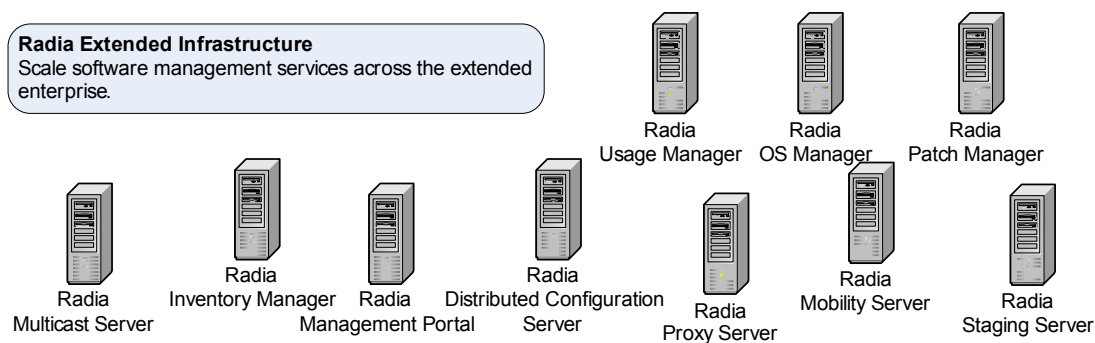 Radia Extended Infrastructure
Scale software management services across the extended
enterprise.
Radia
Usage Manager
Radia
OS Manager
Radia
Patch Manager
Radia
Multicast Server
Radia
Inventory Manager
Radia
Management Portal
Radia
Distributed Configuration
Server
Radia
Proxy Server
Radia
Mobility Server
Radia
Staging Server